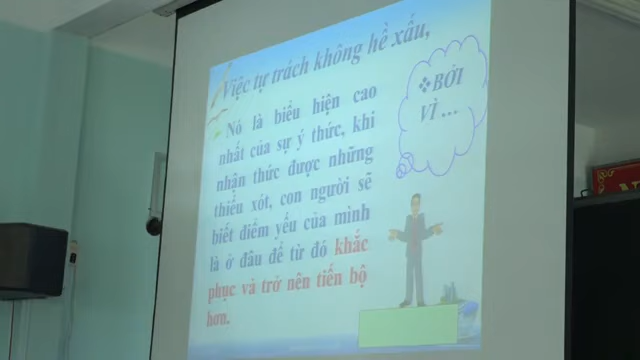 Việc tự trách không hề xấu,
❖BỞI
VÌ ...
Nó là biểu hiện cao
nhất của sự ý thức, khi
nhận thức được những
thiếu xót, con người sẽ
biết điểm yếu của mình
là ở đâu để từ đó khắc
phục và trở nên tiến bộ
hơn.